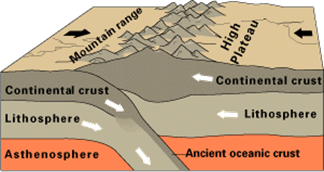 Mountain range
High
Plateau
Continental crust
Continental crust
Lithosphere
Lithosphere
Asthenosphere
Ancient oceanic crust